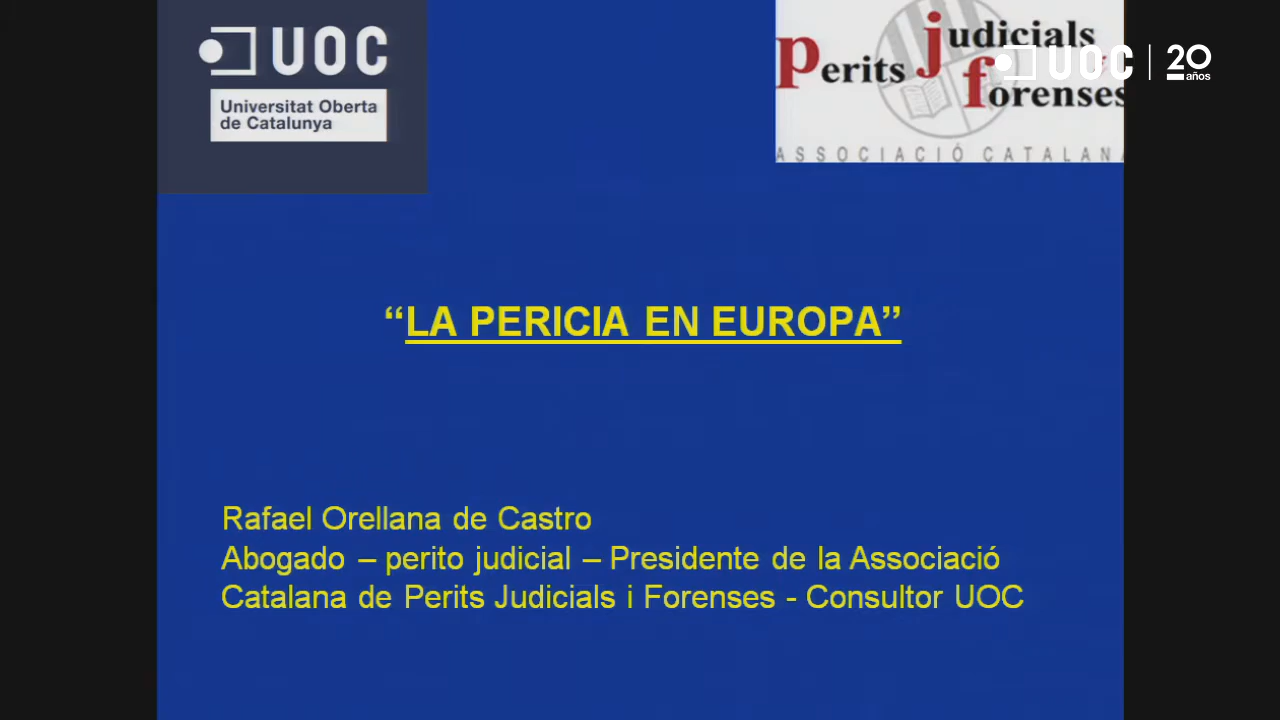 UOC
Universitat Oberta
de Catalunya
Perits Judicials
Forenses
ASSOCIACIÓ CATALANA
UOC | 20
años
“LA PERICIA EN EUROPA”
Rafael Orellana de Castro
Abogado – perito judicial – Presidente de la Associació
Catalana de Perits Judicials i Forenses - Consultor UOC